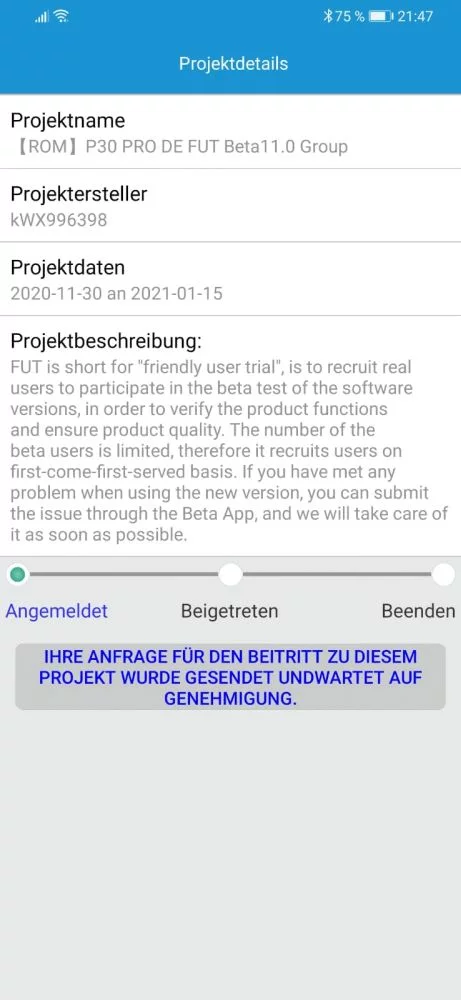 75 % 21:47
Projektdetails
Projektname
【ROM】P30 PRO DE FUT Beta11.0 Group
Projektersteller
kWX996398
Projektdaten
2020-11-30 an 2021-01-15
Projektbeschreibung:
FUT is short for "friendly user trial", is to recruit real
users to participate in the beta test of the software
versions, in order to verify the product functions
and ensure product quality. The number of the
beta users is limited, therefore it recruits users on
first-come-first-served basis. If you have met any
problem when using the new version, you can submit
the issue through the Beta App, and we will take care of
it as soon as possible.
Angemeldet Beigetreten Beenden
IHRE ANFRAGE FÜR DEN BEITRITT ZU DIESEM
PROJEKT WURDE GESENDET UNDWARTET AUF
GENEHMIGUNG.